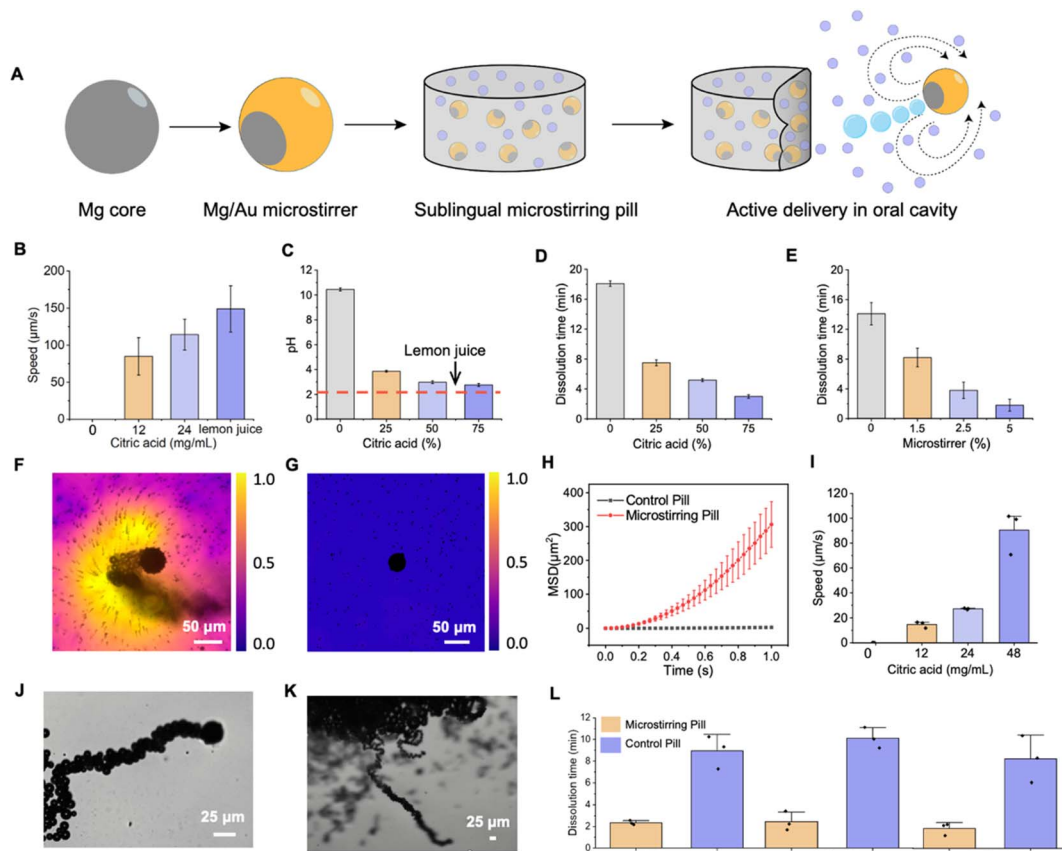 A
Mg core
Mg/Au microstirrer
Sublingual microstirring pill
Active delivery in oral cavity
B
Speed (µm/s)
200
150
100
50
0
0
12
24
lemon juice
Citric acid (mg/mL)
C
pH
12
10
8
6
4
2
0
Lemon juice
0
25
50
75
Citric acid (%)
D
Dissolution time (min)
20
16
12
8
4
0
0
25
50
75
Citric acid (%)
E
Dissolution time (min)
20
16
12
8
4
0
0
1.5
2.5
5
Microstirrer (%)
F
50 µm
1.0
0.5
0.0
G
50 µm
1.0
0.5
0.0
H
MSD(µm²)
400
300
200
100
0
Control Pill
Microstirring Pill
0.0
0.2
0.4
0.6
0.8
1.0
Time (s)
I
Speed (µm/s)
120
100
80
60
40
20
0
0
12
24
48
Citric acid (mg/mL)
J
25 µm
K
25 µm
L
Dissolution time (min)
12
10
8
6
4
2
0
Microstirring Pill
Control Pill